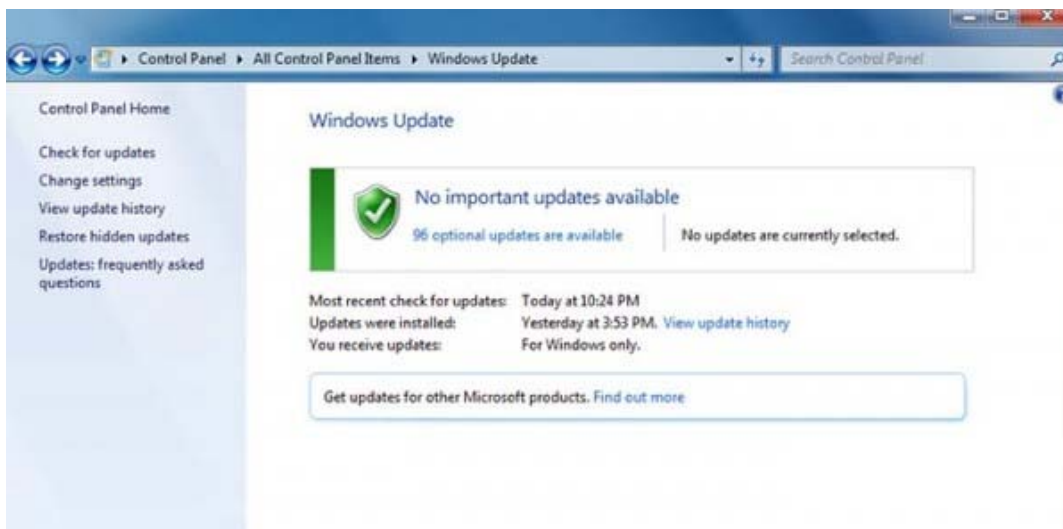 Control Panel ▸ All Control Panel Items ▸ Windows Update
Search Control Panel
Control Panel Home
Check for updates
Change settings
View update history
Restore hidden updates
Updates: frequently asked
questions
Windows Update
No important updates available
96 optional updates are available
No updates are currently selected.
Most recent check for updates: Today at 10:24 PM
Updates were installed: Yesterday at 3:53 PM. View update history
You receive updates: For Windows only.
Get updates for other Microsoft products. Find out more